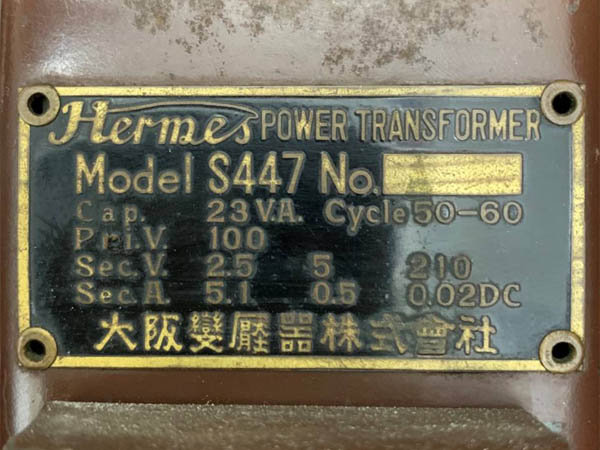 Hermes POWER TRANSFORMER
Model S447 No.
Cap. 23 V.A. Cycle 50-60
Pri.V. 100
Sec.V. 2.5 5 210
Sec.A. 5.1 0.5 0.02DC
大阪變壓器株式會社